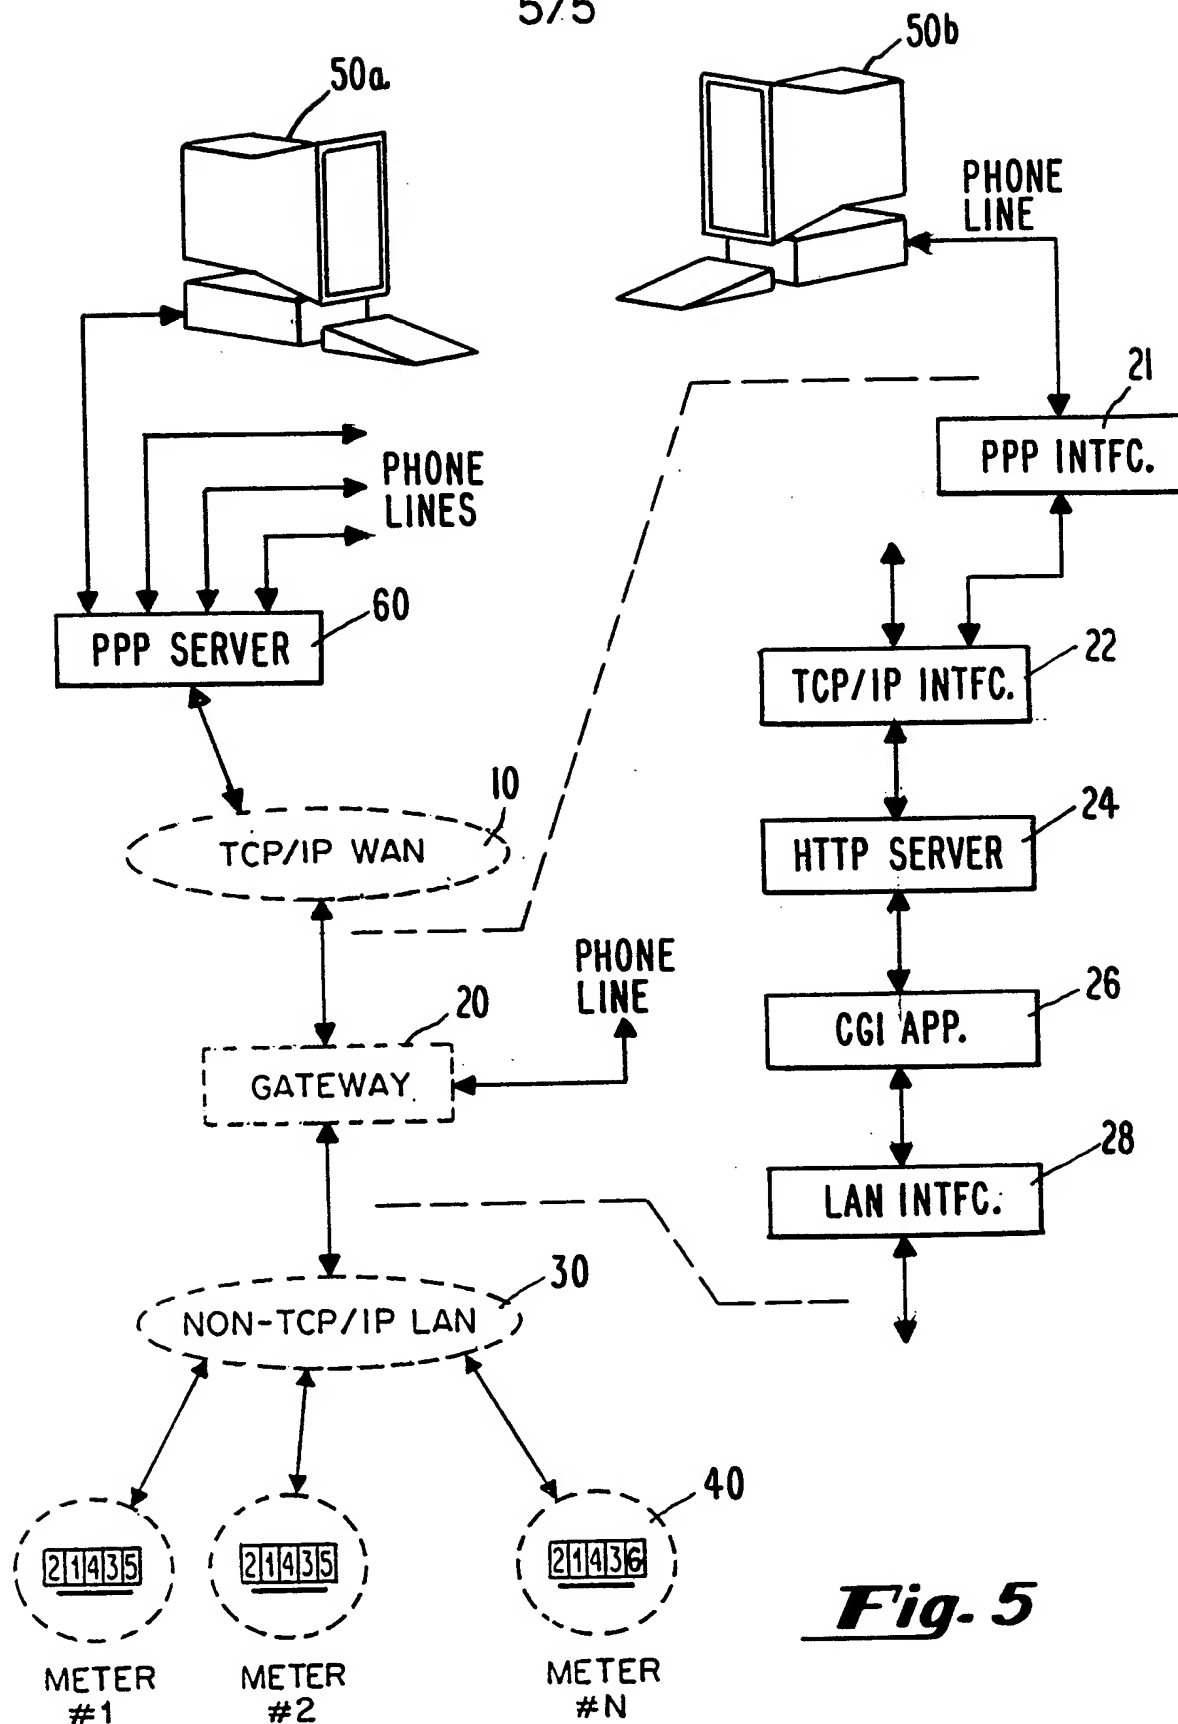 5/5
50a
50b
PHONE
LINE
21
PPP INTFC.
PHONE
LINES
60
PPP SERVER
22
TCP/IP INTFC.
10
TCP/IP WAN
24
HTTP SERVER
PHONE
LINE
20
GATEWAY
26
CGI APP.
28
LAN INTFC.
30
NON-TCP/IP LAN
40
21435
21435
21436
METER
#1
METER
#2
METER
#N
Fig. 5